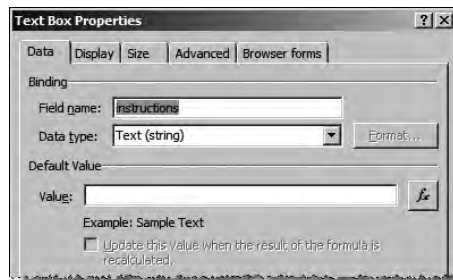 Text Box Properties
Data Display Size Advanced Browser forms
Binding
Field name: instructions
Data type: Text (string) Format...
Default Value
Value: fx
Example: Sample Text
Update this value when the result of the formula is
recalculated.